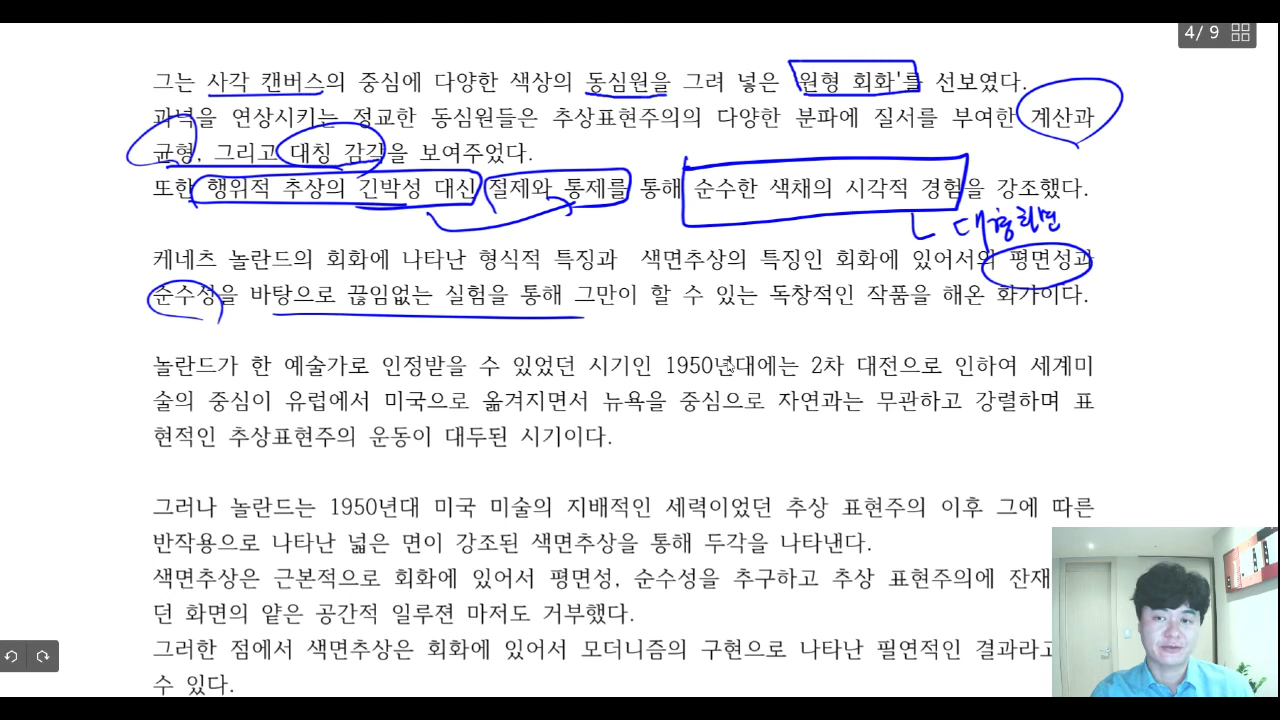 4/ 9
그는 사각 캔버스의 중심에 다양한 색상의 동심원을 그려 넣은 '원형 회화'를 선보였다.
과녁을 연상시키는 정교한 동심원들은 추상표현주의의 다양한 분파에 질서를 부여한 계산과
균형, 그리고 대칭 감각을 보여주었다.
또한 행위적 추상의 긴박성 대신 절제와 통제를 통해 순수한 색채의 시각적 경험을 강조했다.
대형화면
케네츠 놀란드의 회화에 나타난 형식적 특징과 색면추상의 특징인 회화에 있어서의 평면성과
순수성을 바탕으로 끊임없는 실험을 통해 그만이 할 수 있는 독창적인 작품을 해온 화가이다.
놀란드가 한 예술가로 인정받을 수 있었던 시기인 1950년대에는 2차 대전으로 인하여 세계미
술의 중심이 유럽에서 미국으로 옮겨지면서 뉴욕을 중심으로 자연과는 무관하고 강렬하며 표
현적인 추상표현주의 운동이 대두된 시기이다.
그러나 놀란드는 1950년대 미국 미술의 지배적인 세력이었던 추상 표현주의 이후 그에 따른
반작용으로 나타난 넓은 면이 강조된 색면추상을 통해 두각을 나타낸다.
색면추상은 근본적으로 회화에 있어서 평면성, 순수성을 추구하고 추상 표현주의에 잔재
던 화면의 얕은 공간적 일루젼 마저도 거부했다.
그러한 점에서 색면추상은 회화에 있어서 모더니즘의 구현으로 나타난 필연적인 결과라고
수 있다.